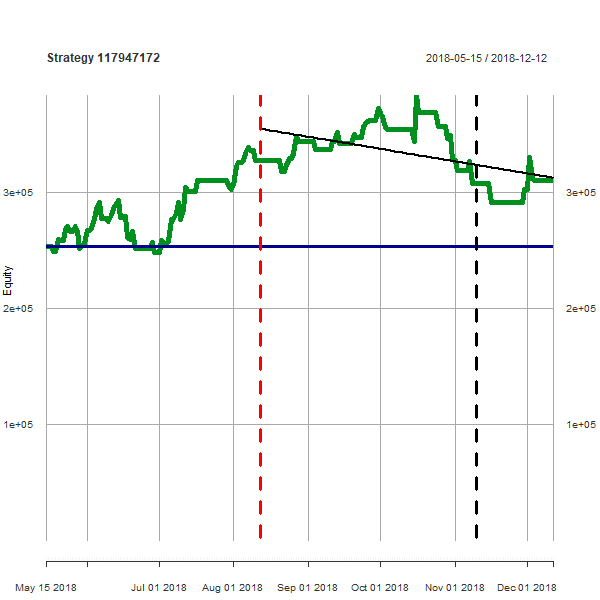 Strategy 117947172
2018-05-15 / 2018-12-12
3e+05
3e+05
Equity
2e+05
2e+05
1e+05
1e+05
May 15 2018
Jul 01 2018
Aug 01 2018
Sep 01 2018
Oct 01 2018
Nov 01 2018
Dec 01 2018